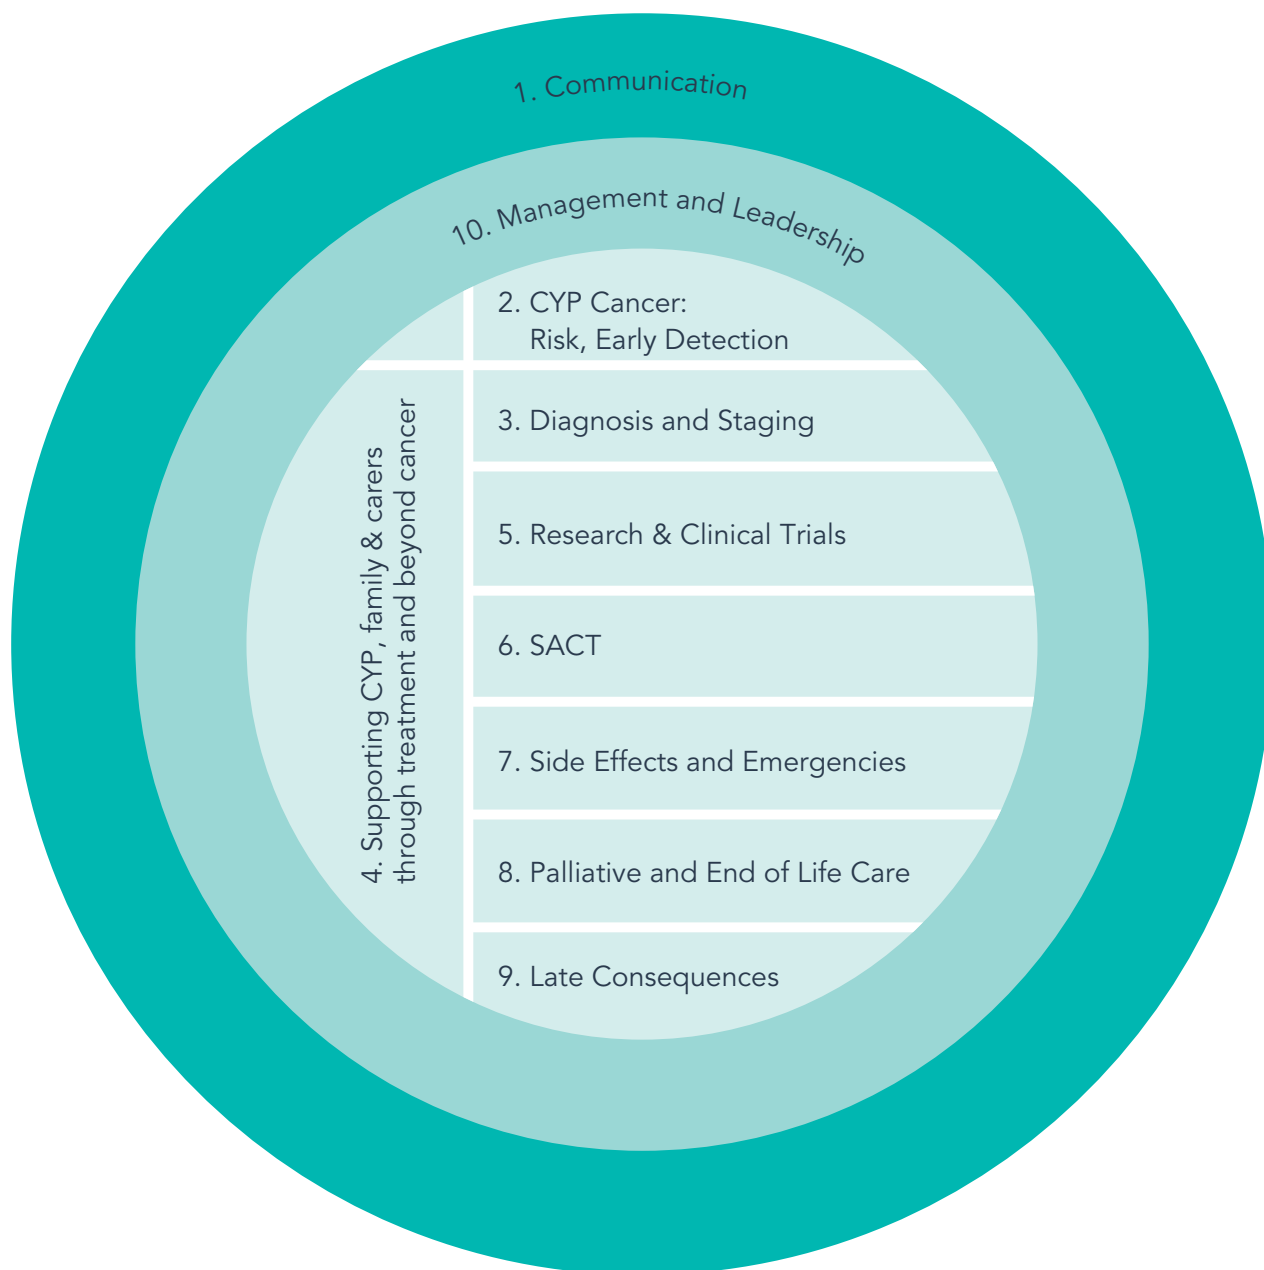 1. Communication
10. Management and Leadership
2. CYP Cancer:
Risk, Early Detection
3. Diagnosis and Staging
4. Supporting CYP, family & carers
through treatment and beyond cancer
5. Research & Clinical Trials
6. SACT
7. Side Effects and Emergencies
8. Palliative and End of Life Care
9. Late Consequences